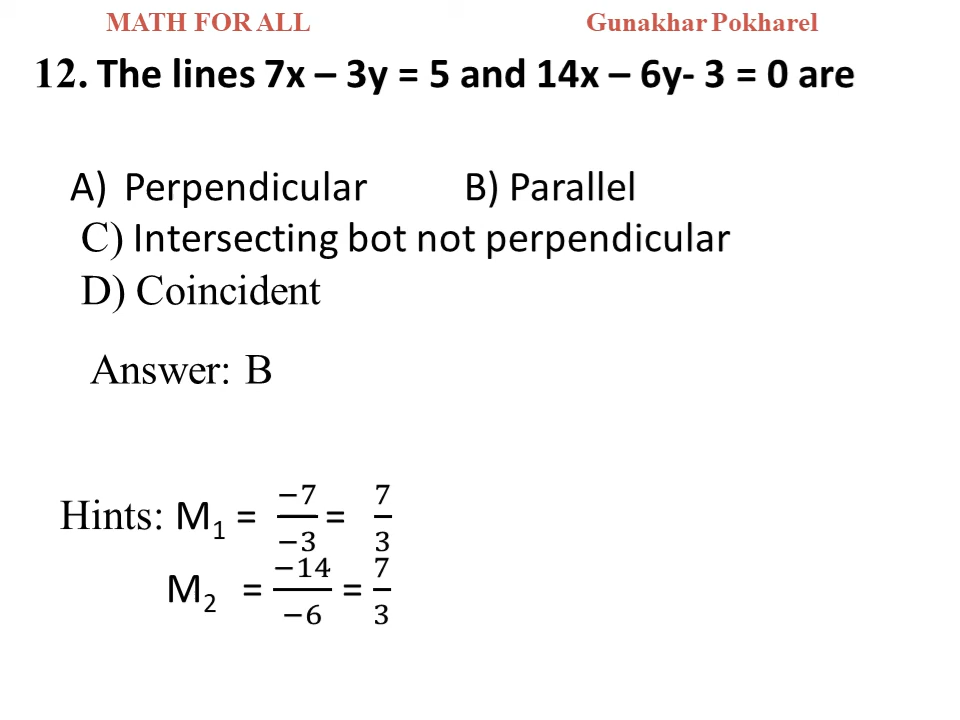 MATH FOR ALL Gunakhar Pokharel
12. The lines 7x – 3y = 5 and 14x – 6y- 3 = 0 are
A) Perpendicular B) Parallel
C) Intersecting bot not perpendicular
D) Coincident
Answer: B
Hints: M₁ = −7/−3 = 7/3
M₂ = −14/−6 = 7/3